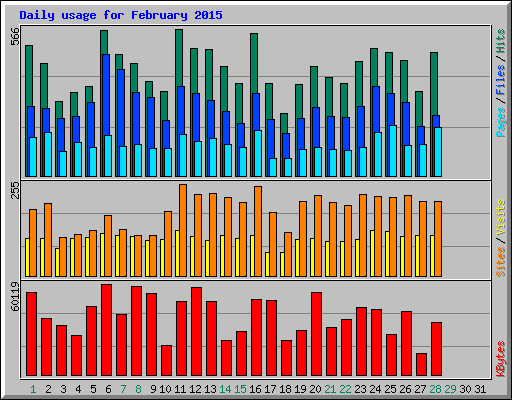 Daily usage for February 2015
566
Pages / Files / Hits
255
Sites / Visits
60119
KBytes
1 2 3 4 5 6 7 8 9 10 11 12 13 14 15 16 17 18 19 20 21 22 23 24 25 26 27 28 29 30 31